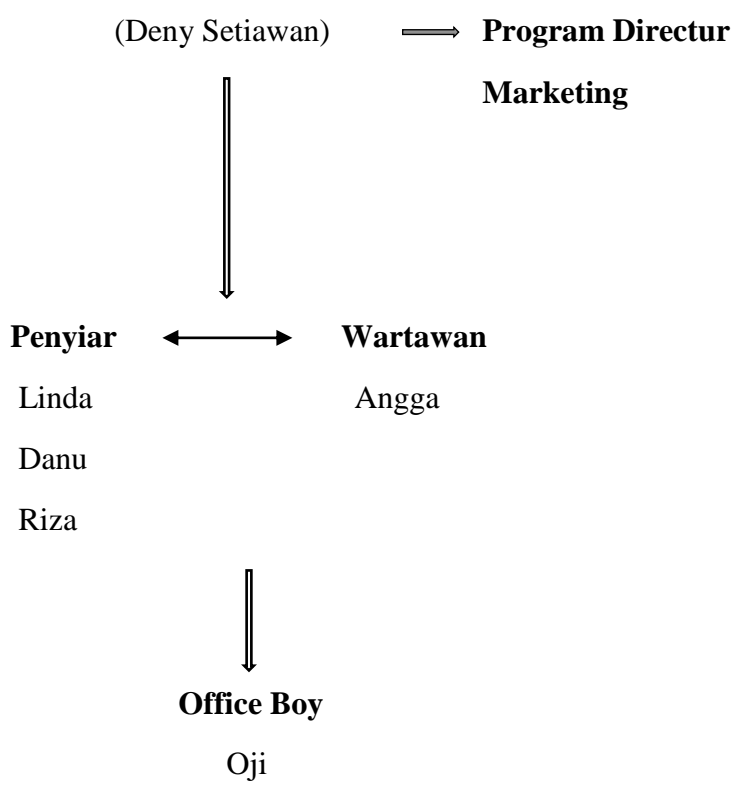 (Deny Setiawan) Program Directur
Marketing
Penyiar Wartawan
Linda Angga
Danu
Riza
Office Boy
Oji